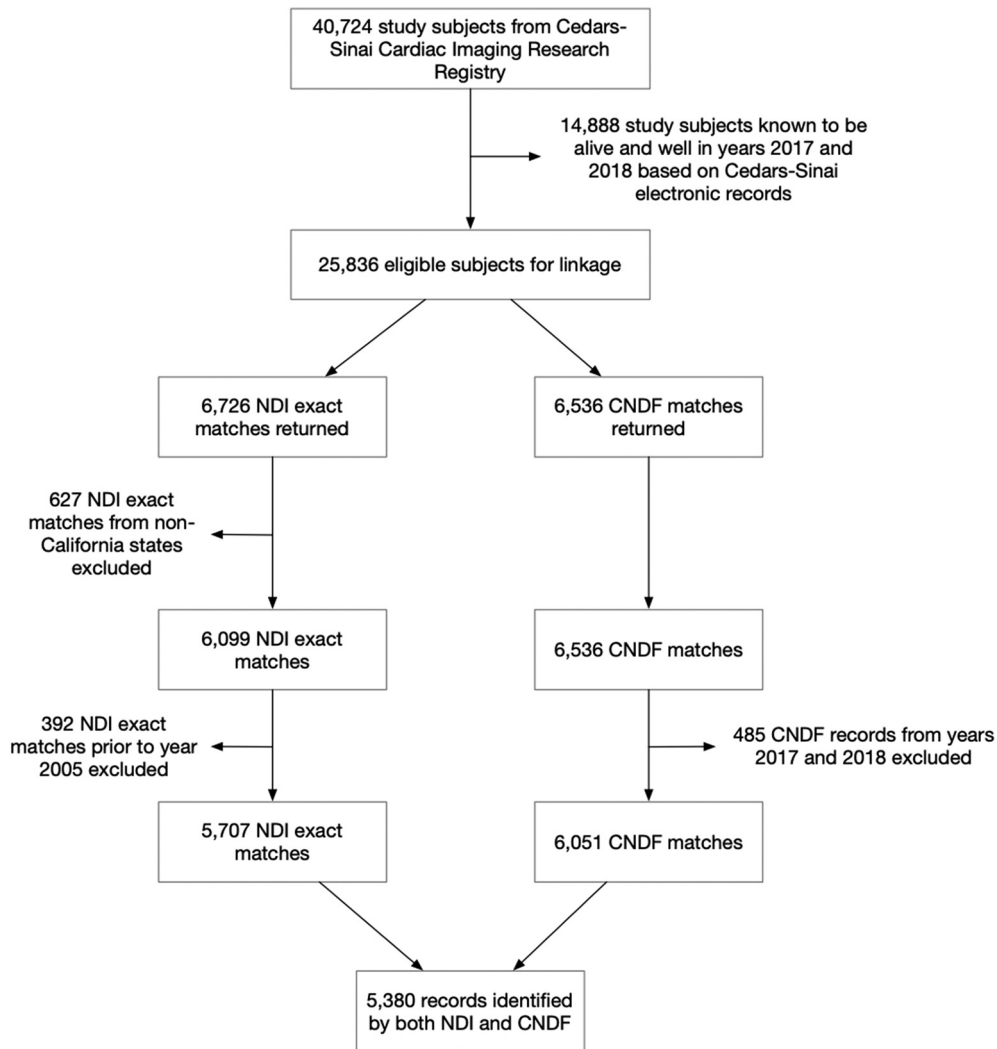 40,724 study subjects from Cedars-
Sinai Cardiac Imaging Research
Registry
14,888 study subjects known to be
alive and well in years 2017 and
2018 based on Cedars-Sinai
electronic records
25,836 eligible subjects for linkage
6,726 NDI exact
matches returned
6,536 CNDF matches
returned
627 NDI exact
matches from non-
California states
excluded
6,099 NDI exact
matches
6,536 CNDF matches
392 NDI exact
matches prior to year
2005 excluded
485 CNDF records from years
2017 and 2018 excluded
5,707 NDI exact
matches
6,051 CNDF matches
5,380 records identified
by both NDI and CNDF